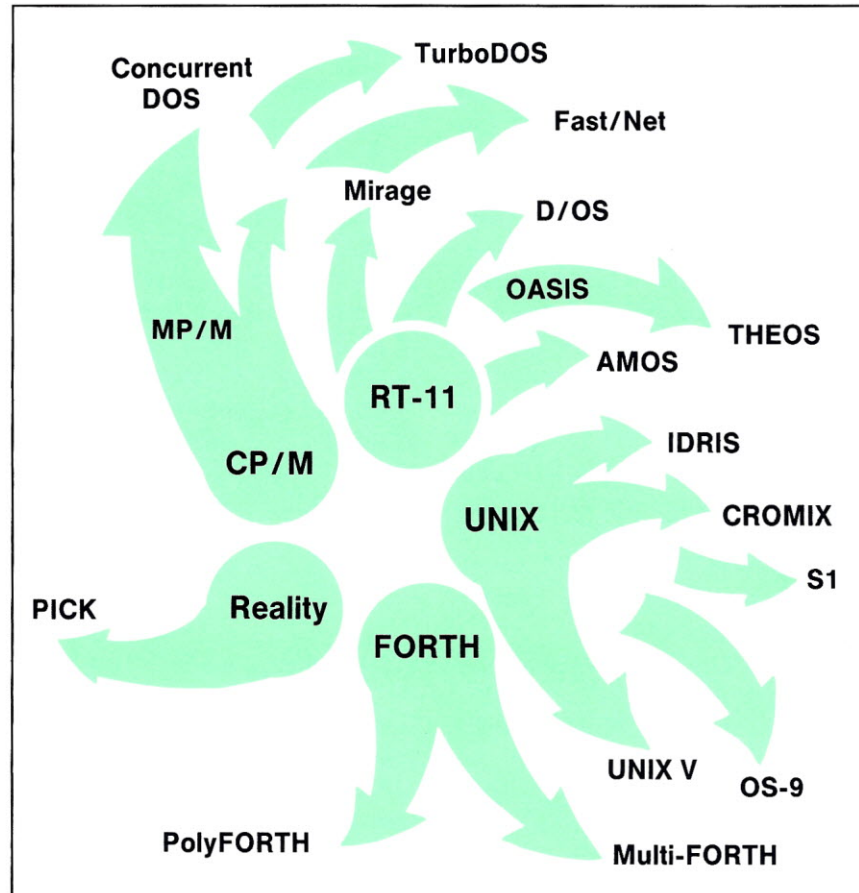 Concurrent
DOS
TurboDOS
Fast/Net
Mirage
D/OS
OASIS
MP/M
THEOS
AMOS
RT-11
IDRIS
CP/M
UNIX
CROMIX
S1
PICK
Reality
FORTH
UNIX V
OS-9
PolyFORTH
Multi-FORTH